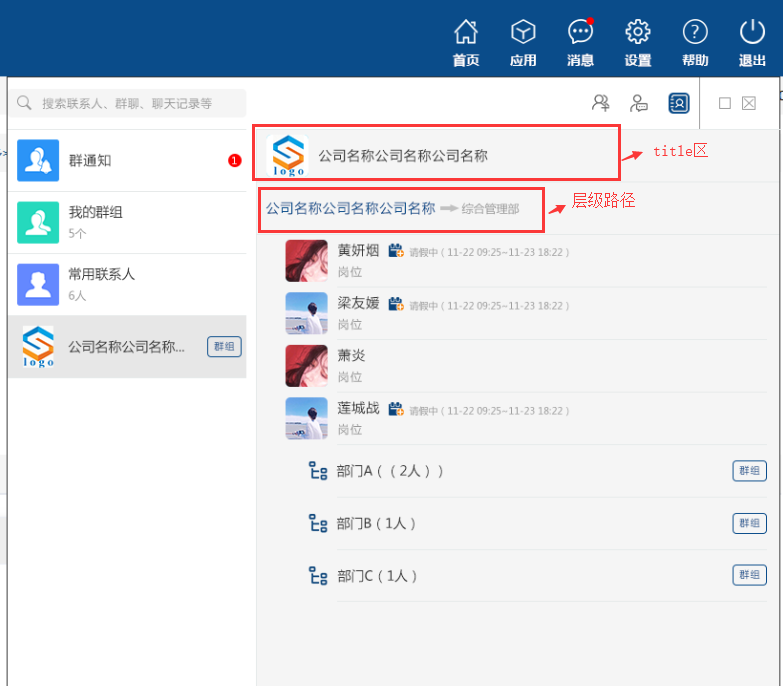 首页 应用 消息 设置 帮助 退出
搜索联系人、群聊、聊天记录等
群通知
1
我的群组
5个
常用联系人
6人
logo
公司名称公司名称...
群组
logo
公司名称公司名称公司名称
title区
公司名称公司名称公司名称 综合管理部
层级路径
黄妍烟 请假中（11-22 09:25~11-23 18:22）
岗位
梁友媛 请假中（11-22 09:25~11-23 18:22）
岗位
萧炎
岗位
莲城战 请假中（11-22 09:25~11-23 18:22）
岗位
部门A（（2人））
群组
部门B（1人）
群组
部门C（1人）
群组